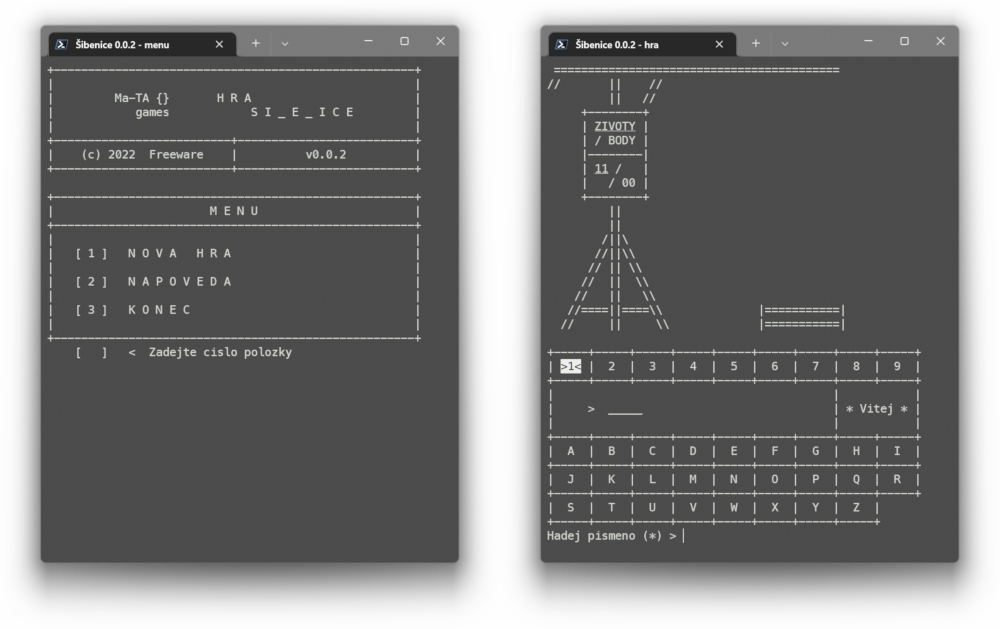 Šibenice 0.0.2 - menu
Ma-TA {} H R A
games S I _ E _ I C E
(c) 2022 Freeware | v0.0.2
M E N U
[ 1 ] N O V A H R A
[ 2 ] N A P O V E D A
[ 3 ] K O N E C
[ ] < Zadejte cislo polozky
Šibenice 0.0.2 - hra
ZIVOTY
/ BODY
11 /
/ 00
>1< | 2 | 3 | 4 | 5 | 6 | 7 | 8 | 9
> _____ | * Vitej *
A | B | C | D | E | F | G | H | I
J | K | L | M | N | O | P | Q | R
S | T | U | V | W | X | Y | Z
Hadej pismeno (*) >